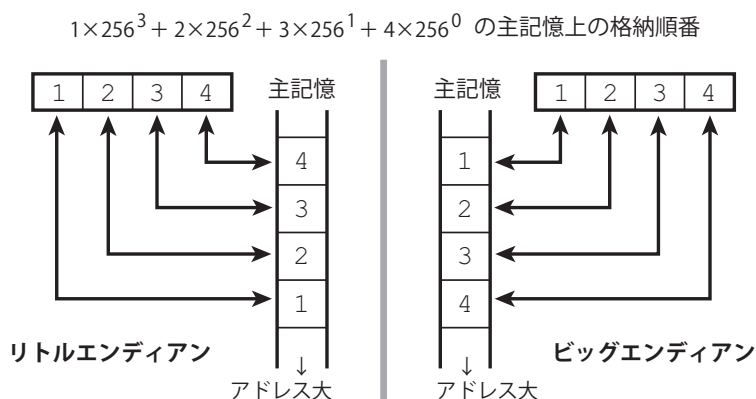 1×256³ + 2×256² + 3×256¹ + 4×256⁰ の主記憶上の格納順番
1 2 3 4
主記憶
4
3
2
1
リトルエンディアン
↓
アドレス大
主記憶
1 2 3 4
1
2
3
4
ビッグエンディアン
↓
アドレス大